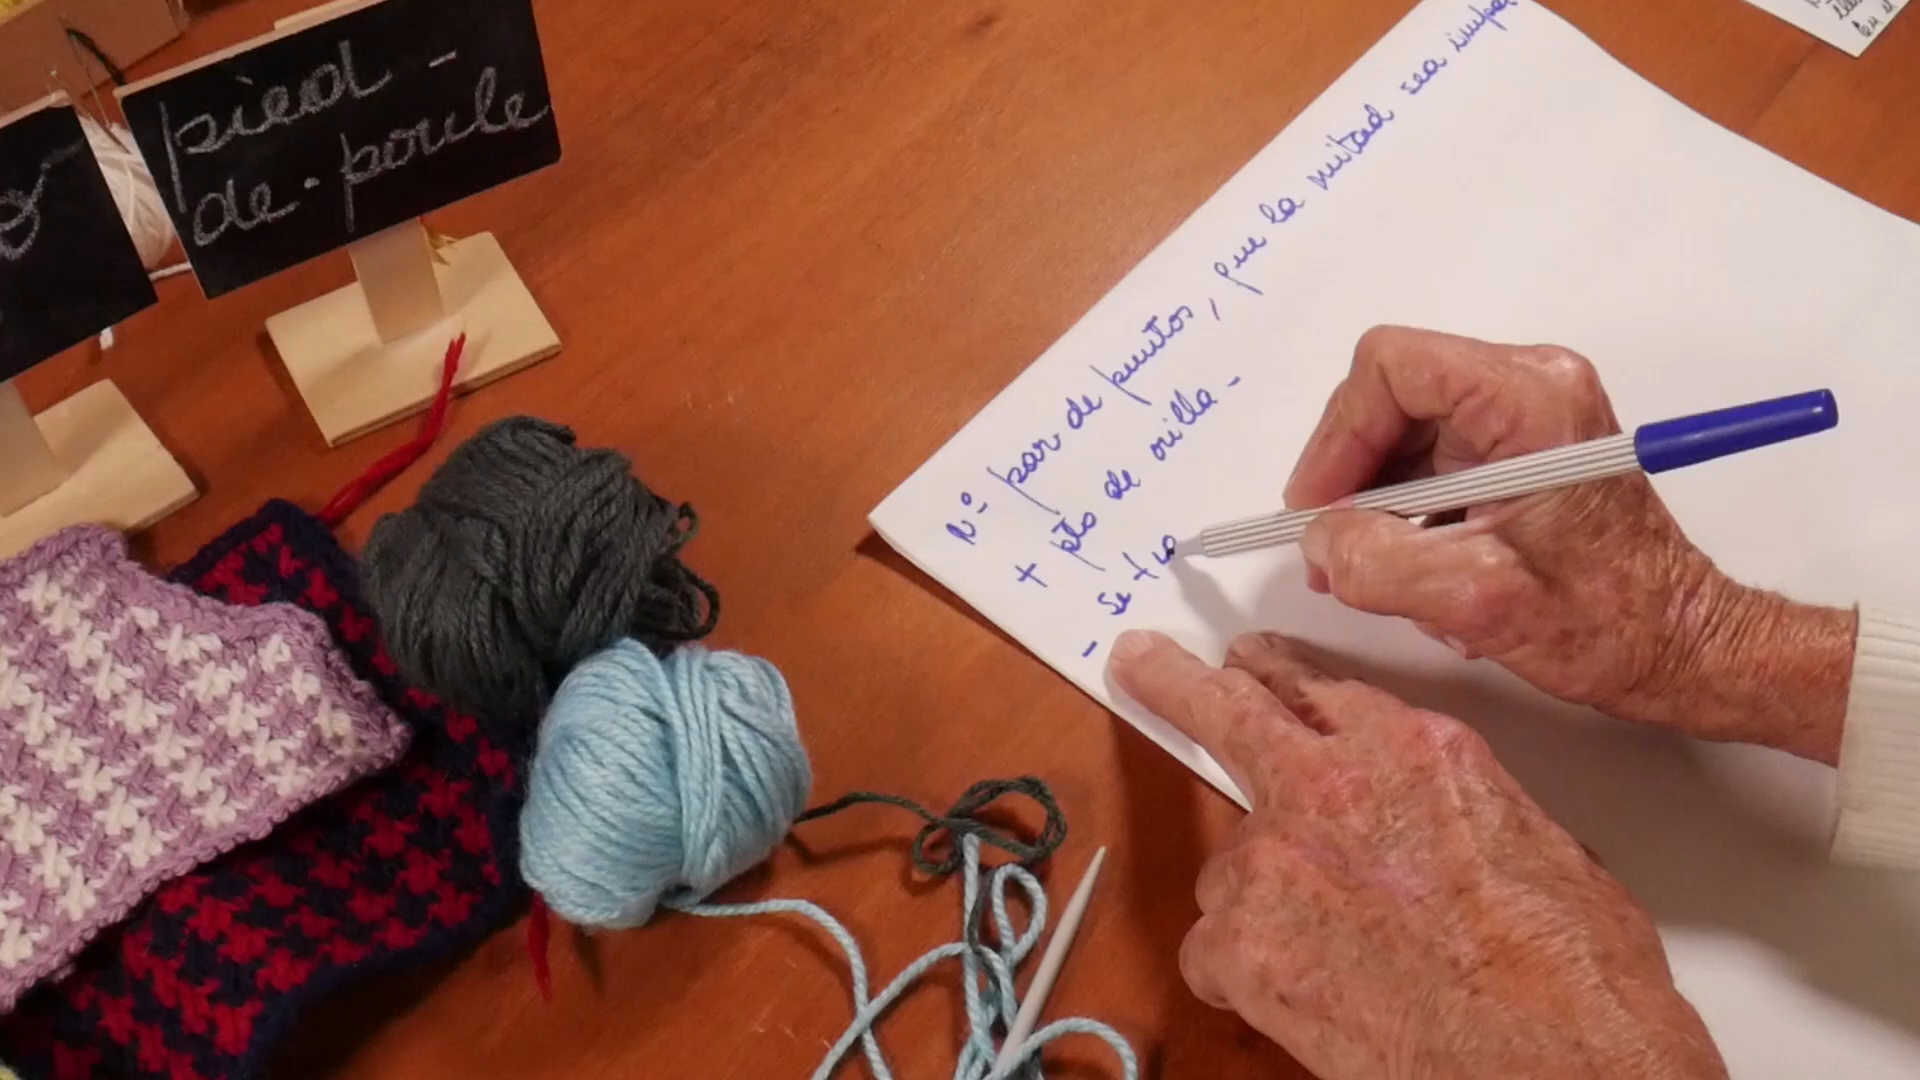 pied-
de-poule
Nº par de puntos, que la mitad sea impar
+ pto de orilla-
- se t